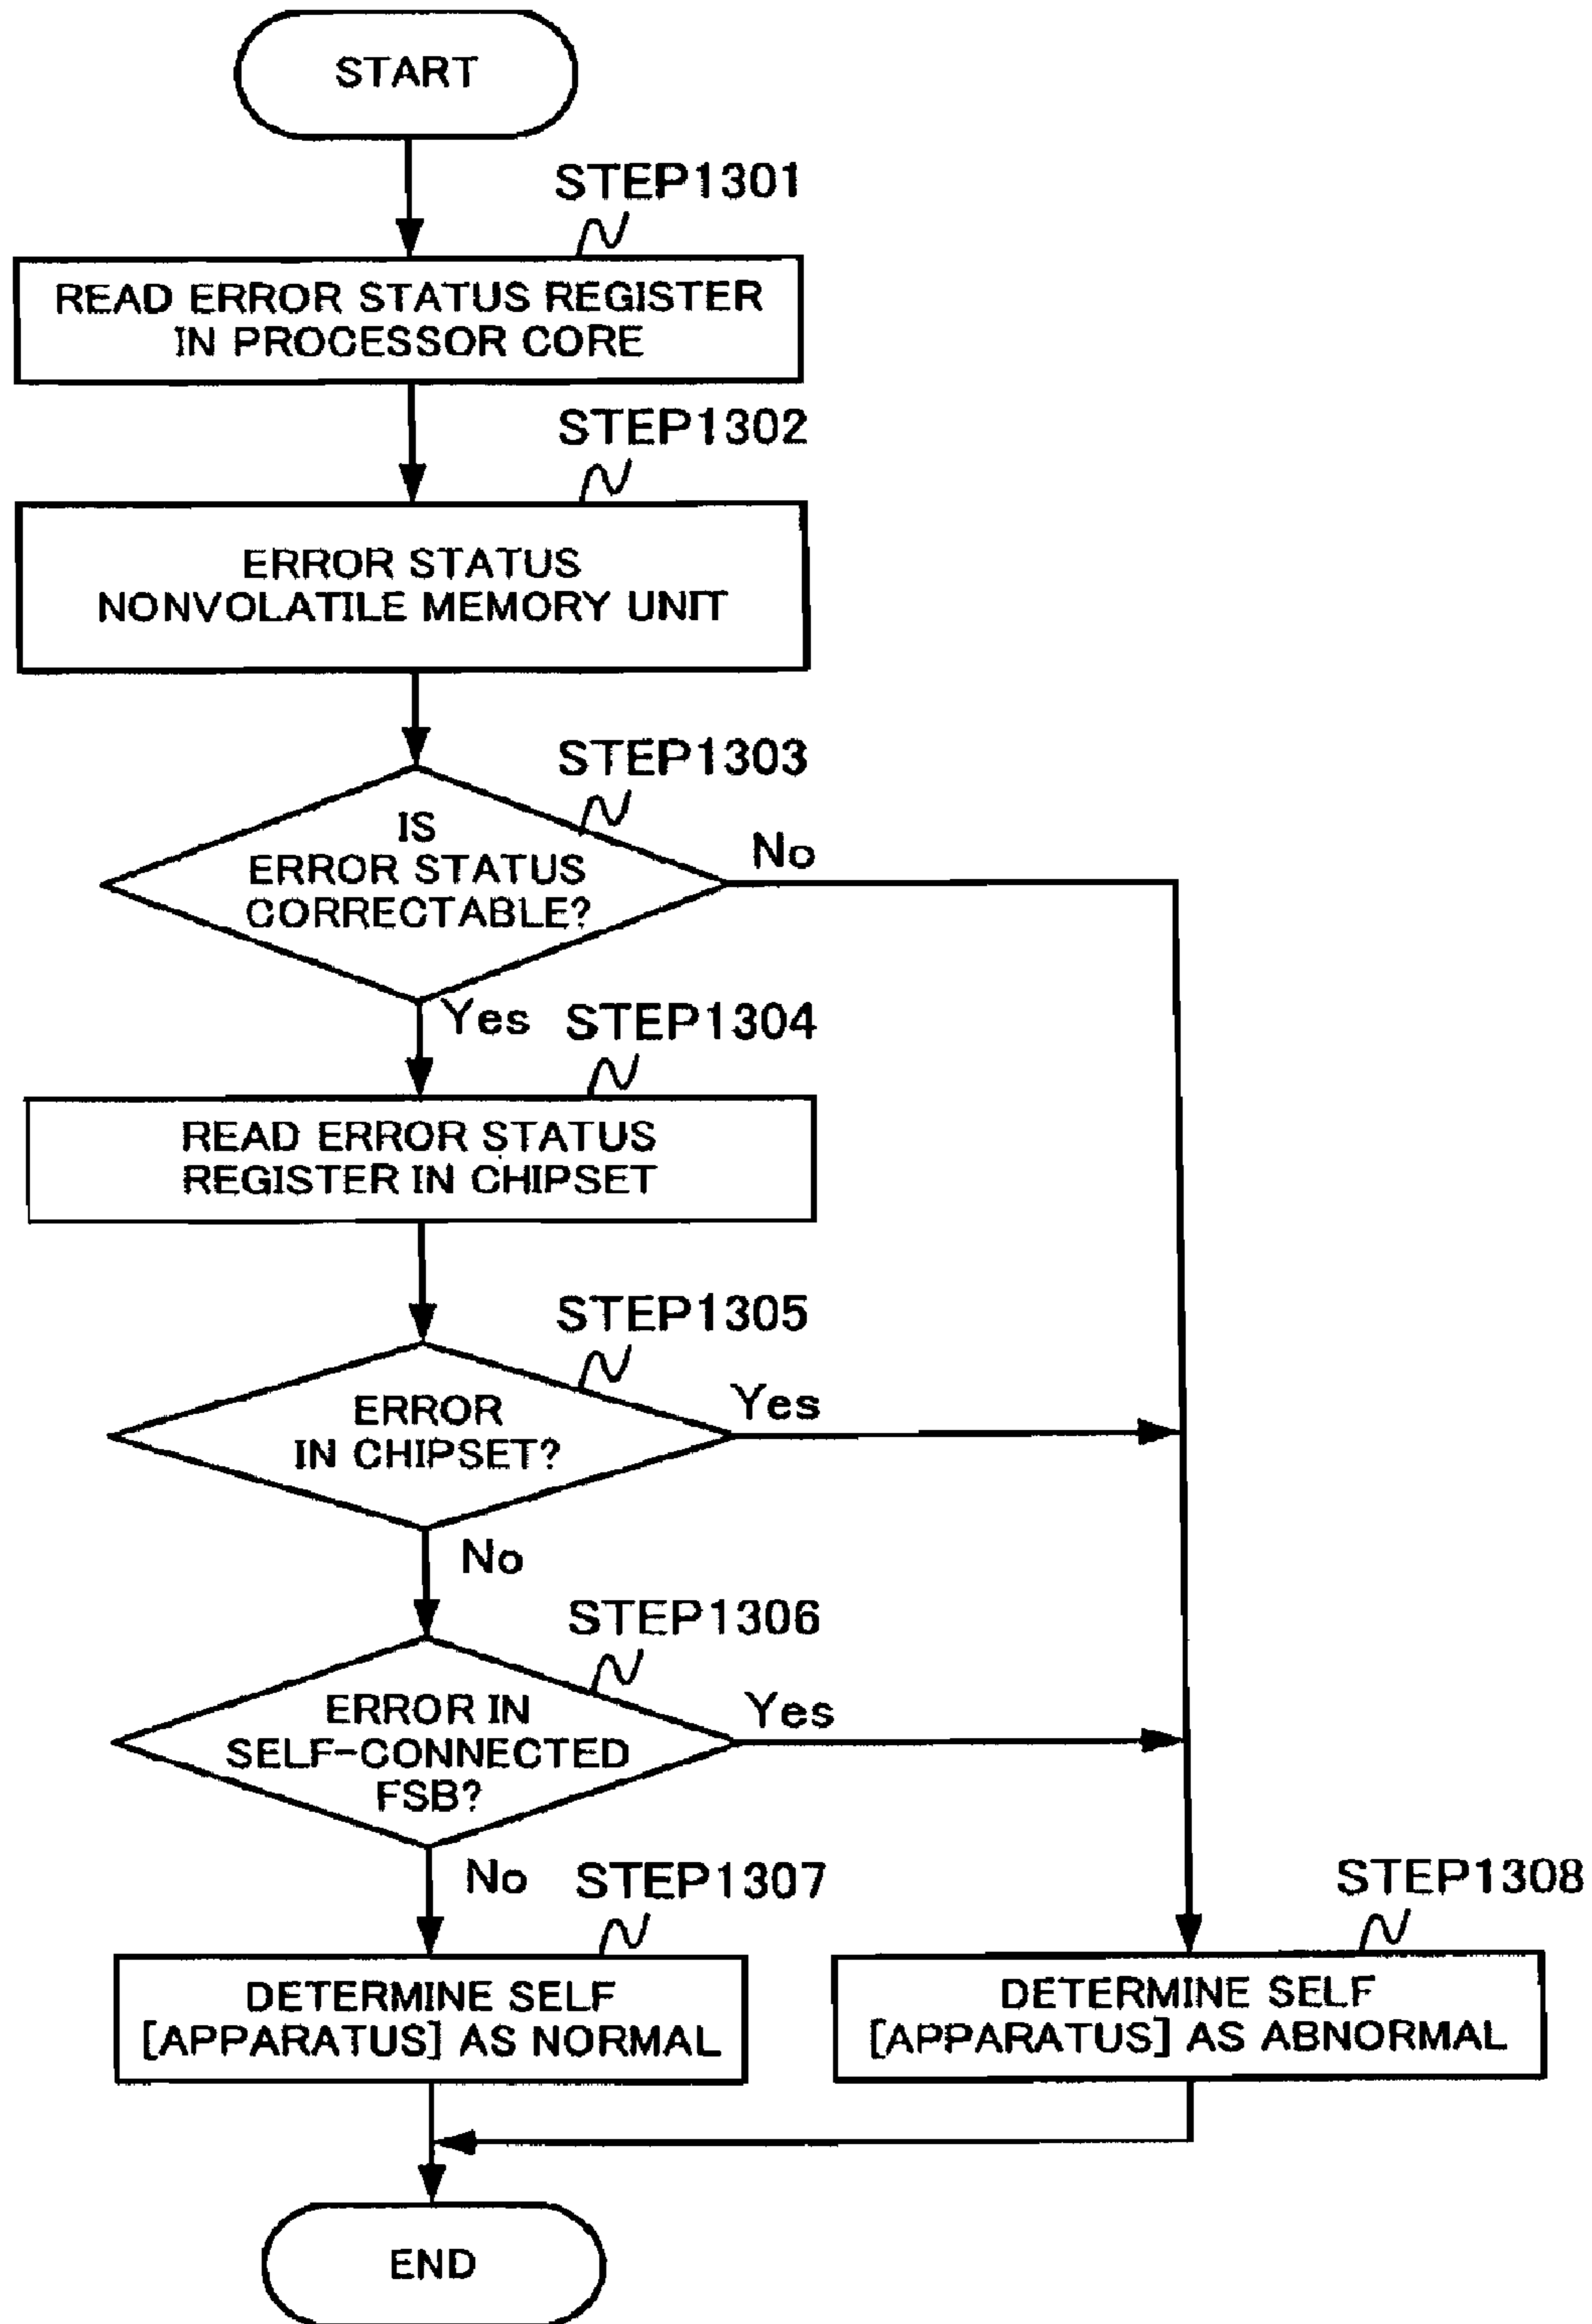 START
STEP1301
READ ERROR STATUS REGISTER
IN PROCESSOR CORE
STEP1302
ERROR STATUS
NONVOLATILE MEMORY UNIT
STEP1303
IS
ERROR STATUS
CORRECTABLE?
No
Yes
STEP1304
READ ERROR STATUS
REGISTER IN CHIPSET
STEP1305
ERROR
IN CHIPSET?
Yes
No
STEP1306
ERROR IN
SELF-CONNECTED
FSB?
Yes
No
STEP1307
DETERMINE SELF
[APPARATUS] AS NORMAL
STEP1308
DETERMINE SELF
[APPARATUS] AS ABNORMAL
END